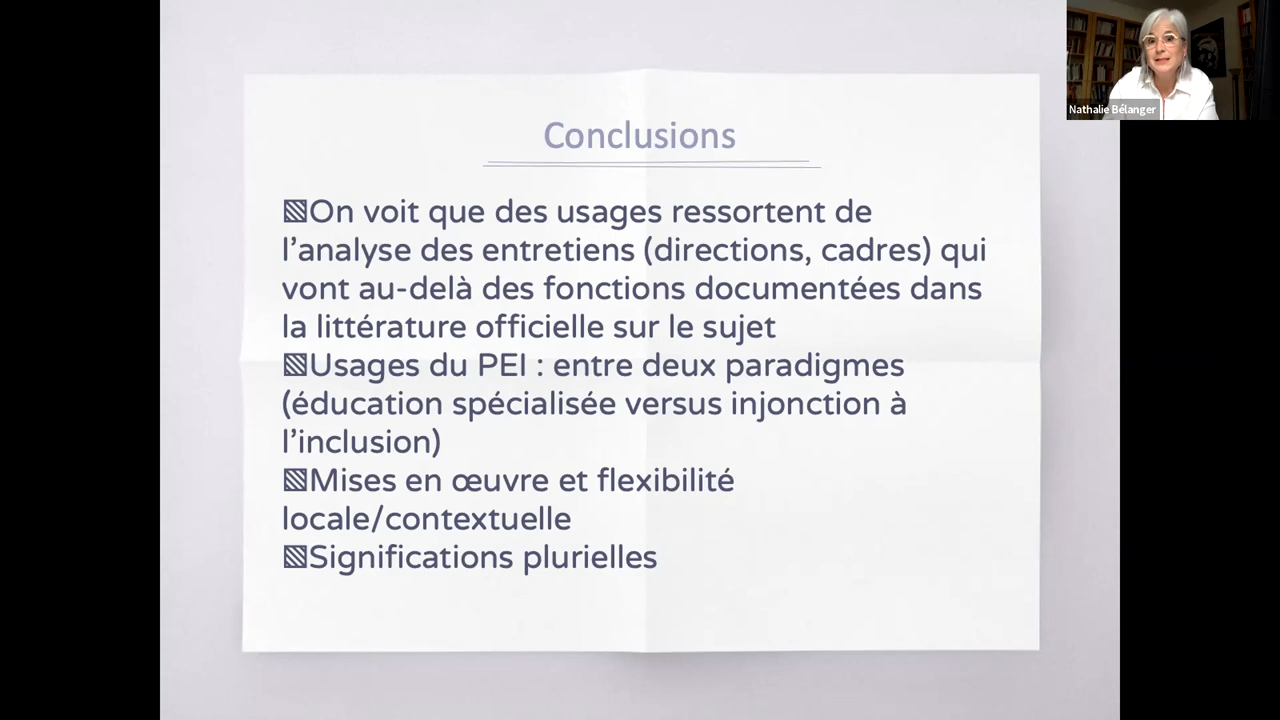 Nathalie Bélanger
Conclusions
▧On voit que des usages ressortent de
l’analyse des entretiens (directions, cadres) qui
vont au-delà des fonctions documentées dans
la littérature officielle sur le sujet
▧Usages du PEI : entre deux paradigmes
(éducation spécialisée versus injonction à
l’inclusion)
▧Mises en œuvre et flexibilité
locale/contextuelle
▧Significations plurielles